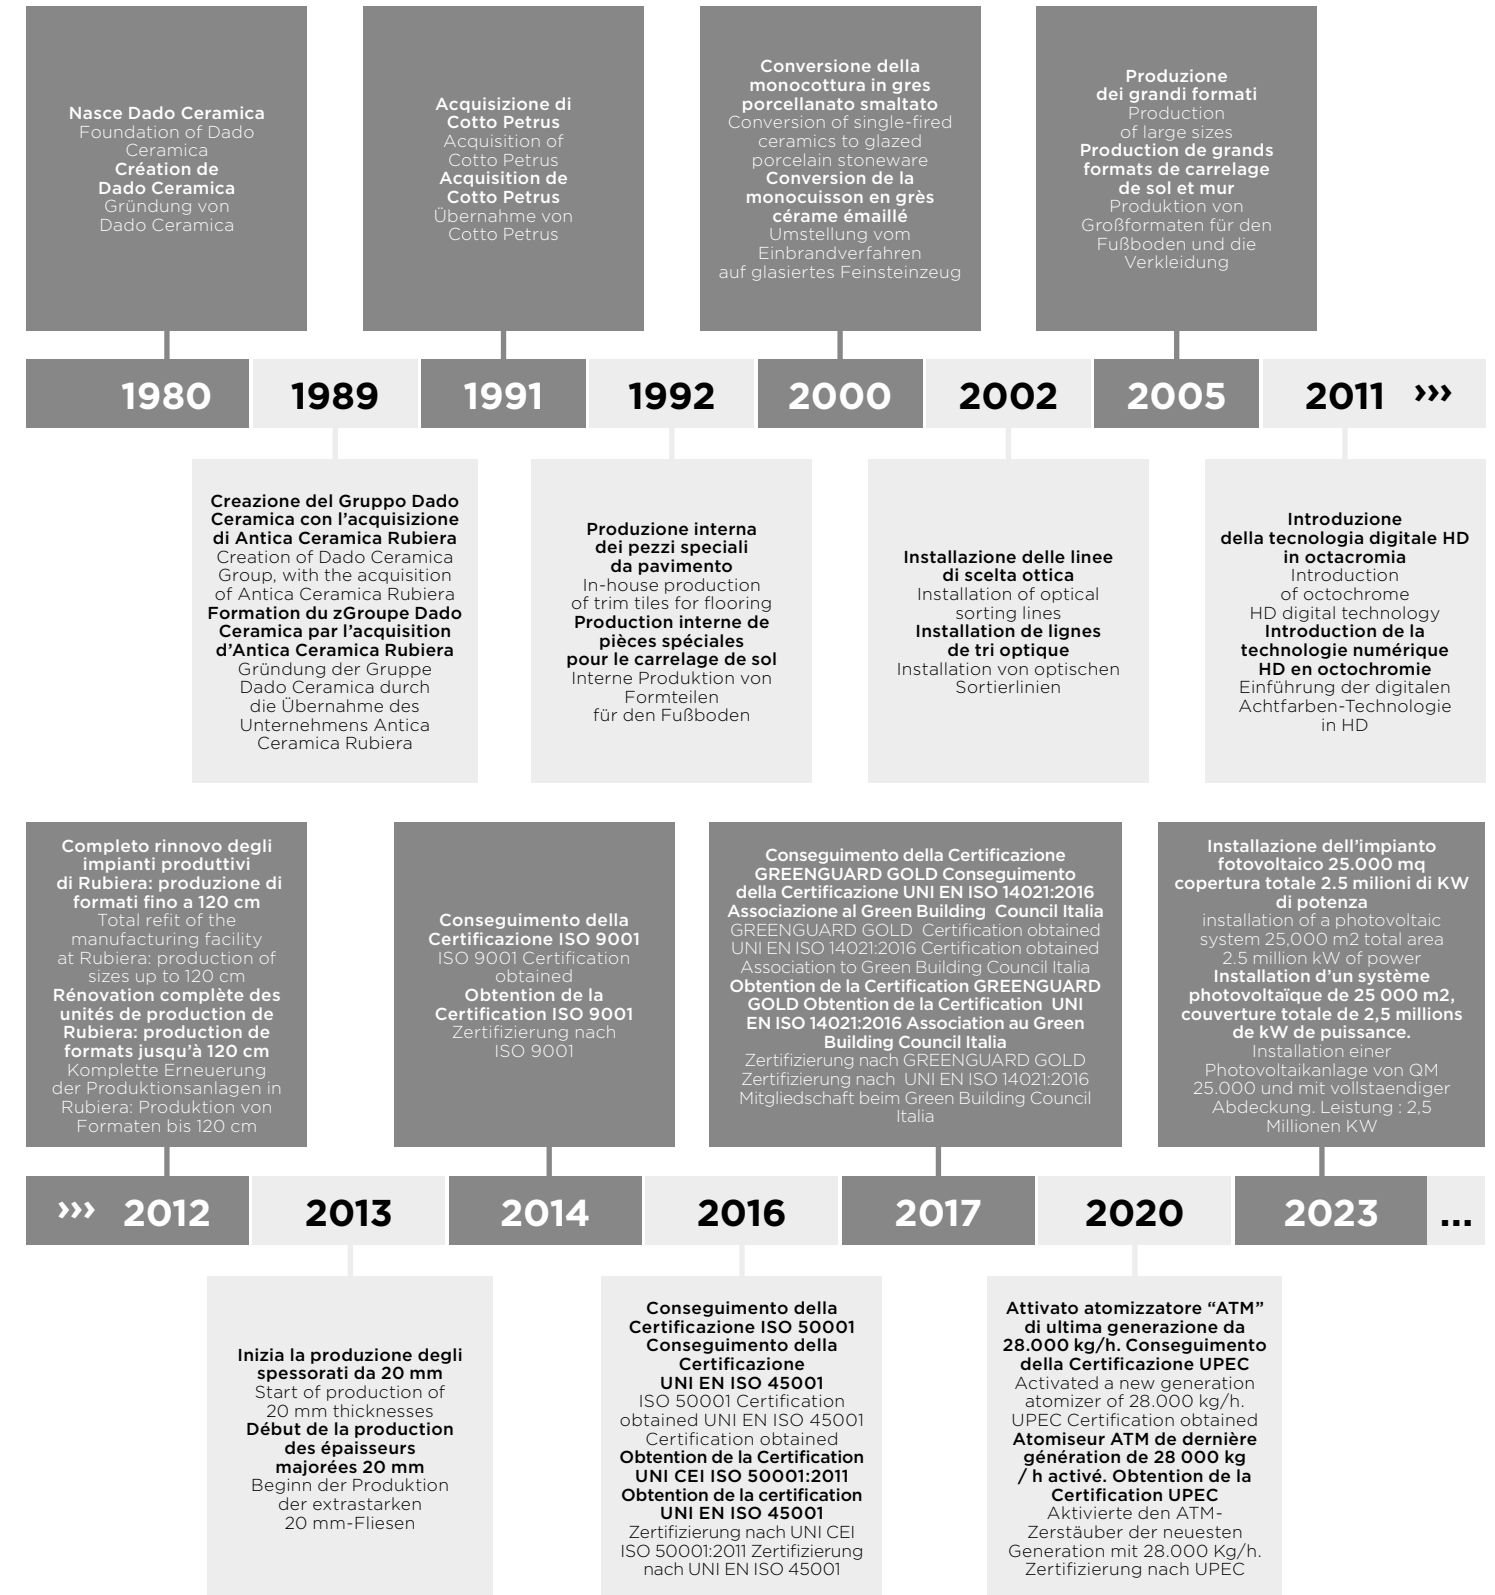 Nasce Dado Ceramica
Foundation of Dado
Ceramica
Création de
Dado Ceramica
Gründung von
Dado Ceramica
Acquisizione di
Cotto Petrus
Acquisition of
Cotto Petrus
Acquisition de
Cotto Petrus
Übernahme von
Cotto Petrus
Conversione della
monocottura in gres
porcellanato smaltato
Conversion of single-fired
ceramics to glazed
porcelain stoneware
Conversion de la
monocuisson en grès
cérame émaillé
Umstellung vom
Einbrandverfahren
auf glasiertes Feinsteinzeug
Produzione
dei grandi formati
Production
of large sizes
Production de grands
formats de carrelage
de sol et mur
Produktion von
Großformaten für den
Fußboden und die
Verkleidung
1980 1989 1991 1992 2000 2002 2005 2011 ›››
Creazione del Gruppo Dado
Ceramica con l’acquisizione
di Antica Ceramica Rubiera
Creation of Dado Ceramica
Group, with the acquisition
of Antica Ceramica Rubiera
Formation du zGroupe Dado
Ceramica par l’acquisition
d’Antica Ceramica Rubiera
Gründung der Gruppe
Dado Ceramica durch
die Übernahme des
Unternehmens Antica
Ceramica Rubiera
Produzione interna
dei pezzi speciali
da pavimento
In-house production
of trim tiles for flooring
Production interne de
pièces spéciales
pour le carrelage de sol
Interne Produktion von
Formteilen
für den Fußboden
Installazione delle linee
di scelta ottica
Installation of optical
sorting lines
Installation de lignes
de tri optique
Installation von optischen
Sortierlinien
Introduzione
della tecnologia digitale HD
in octacromia
Introduction
of octochrome
HD digital technology
Introduction de la
technologie numérique
HD en octochromie
Einführung der digitalen
Achtfarben-Technologie
in HD
Completo rinnovo degli
impianti produttivi
di Rubiera: produzione di
formati fino a 120 cm
Total refit of the
manufacturing facility
at Rubiera: production of
sizes up to 120 cm
Rénovation complète des
unités de production de
Rubiera: production de
formats jusqu’à 120 cm
Komplette Erneuerung
der Produktionsanlagen in
Rubiera: Produktion von
Formaten bis 120 cm
Conseguimento della
Certificazione ISO 9001
ISO 9001 Certification
obtained
Obtention de la
Certification ISO 9001
Zertifizierung nach
ISO 9001
Conseguimento della Certificazione
GREENGUARD GOLD Conseguimento
della Certificazione UNI EN ISO 14021:2016
Associazione al Green Building Council Italia
GREENGUARD GOLD Certification obtained
UNI EN ISO 14021:2016 Certification obtained
Association to Green Building Council Italia
Obtention de la Certification GREENGUARD
GOLD Obtention de la Certification UNI
EN ISO 14021:2016 Association au Green
Building Council Italia
Zertifizierung nach GREENGUARD GOLD
Zertifizierung nach UNI EN ISO 14021:2016
Mitgliedschaft beim Green Building Council
Italia
Installazione dell’impianto
fotovoltaico 25.000 mq
copertura totale 2.5 milioni di KW
di potenza
installation of a photovoltaic
system 25,000 m2 total area
2.5 million kW of power
Installation d’un système
photovoltaïque de 25 000 m2,
couverture totale de 2,5 millions
de kW de puissance.
Installation einer
Photovoltaikanlage von QM
25.000 und mit vollstaendiger
Abdeckung. Leistung : 2,5
Millionen KW
››› 2012 2013 2014 2016 2017 2020 2023 ...
Inizia la produzione degli
spessorati da 20 mm
Start of production of
20 mm thicknesses
Début de la production
des épaisseurs
majorées 20 mm
Beginn der Produktion
der extrastarken
20 mm-Fliesen
Conseguimento della
Certificazione ISO 50001
Conseguimento della
Certificazione
UNI EN ISO 45001
ISO 50001 Certification
obtained UNI EN ISO 45001
Certification obtained
Obtention de la Certification
UNI CEI ISO 50001:2011
Obtention de la certification
UNI EN ISO 45001
Zertifizierung nach UNI CEI
ISO 50001:2011 Zertifizierung
nach UNI EN ISO 45001
Attivato atomizzatore “ATM”
di ultima generazione da
28.000 kg/h. Conseguimento
della Certificazione UPEC
Activated a new generation
atomizer of 28.000 kg/h.
UPEC Certification obtained
Atomiseur ATM de dernière
génération de 28 000 kg
/ h activé. Obtention de la
Certification UPEC
Aktivierte den ATM-
Zerstäuber der neuesten
Generation mit 28.000 Kg/h.
Zertifizierung nach UPEC